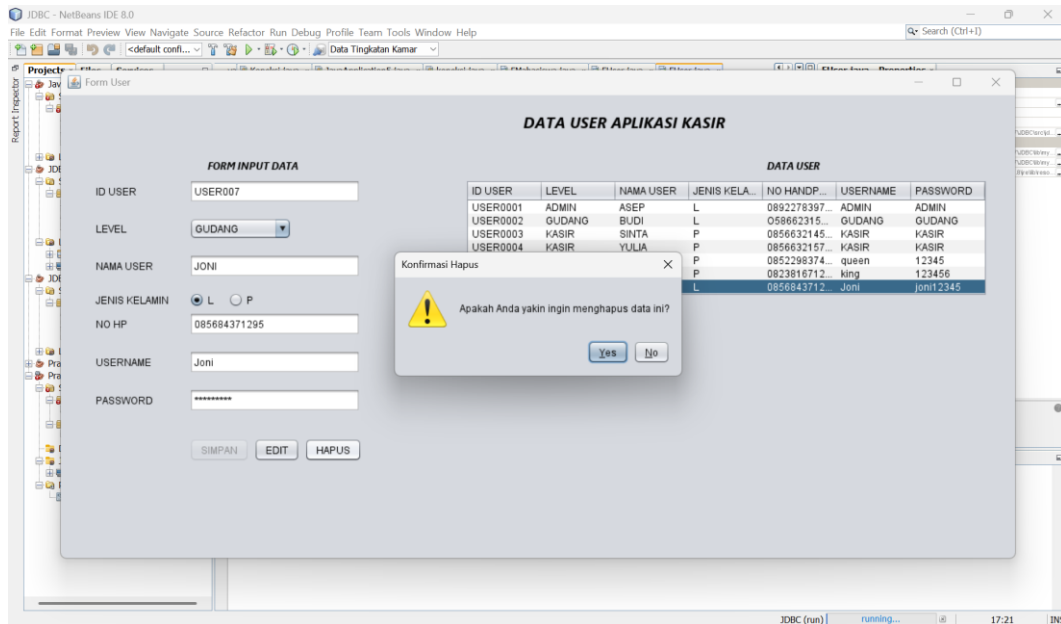 JDBC - NetBeans IDE 8.0
File Edit Format Preview View Navigate Source Refactor Run Debug Profile Team Tools Window Help
Search (Ctrl+I)
<default confi...
Data Tingkatan Kamar
Report Inspector
Form User
DATA USER APLIKASI KASIR
FORM INPUT DATA
ID USER USER007
LEVEL GUDANG
NAMA USER JONI
JENIS KELAMIN L P
NO HP 085684371295
USERNAME Joni
PASSWORD *********
SIMPAN EDIT HAPUS
DATA USER
ID USER LEVEL NAMA USER JENIS KELA... NO HANDP... USERNAME PASSWORD
USER0001 ADMIN ASEP L 0892278397... ADMIN ADMIN
USER0002 GUDANG BUDI L O58662315... GUDANG GUDANG
USER0003 KASIR SINTA P 0856632145... KASIR KASIR
USER0004 KASIR YULIA P 0856632157... KASIR KASIR
P 0852298374... queen 12345
P 0823816712... king 123456
L 0856843712... Joni joni12345
Konfirmasi Hapus
Apakah Anda yakin ingin menghapus data ini?
Yes No
JDBC (run) running... 17:21 IN